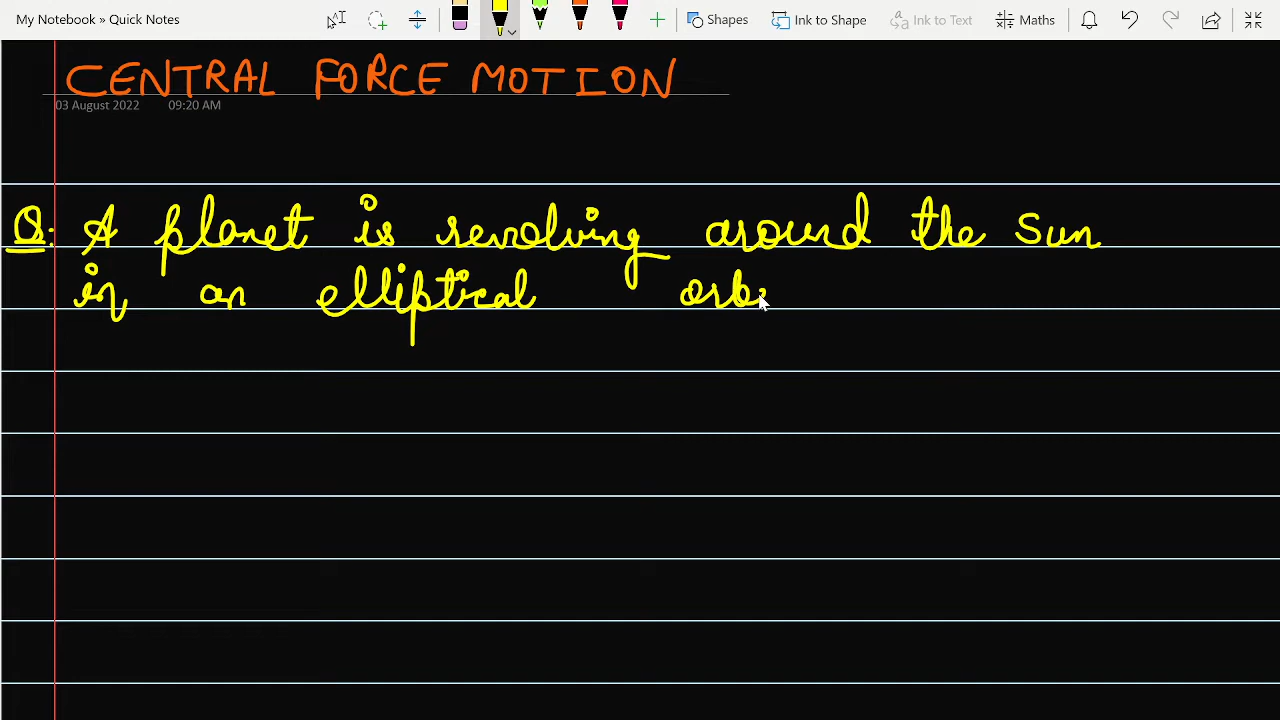 My Notebook » Quick Notes
Shapes
Ink to Shape
Ink to Text
Maths
CENTRAL FORCE MOTION
03 August 2022 09:20 AM
Q: A planet is revolving around the Sun
in an elliptical orbi